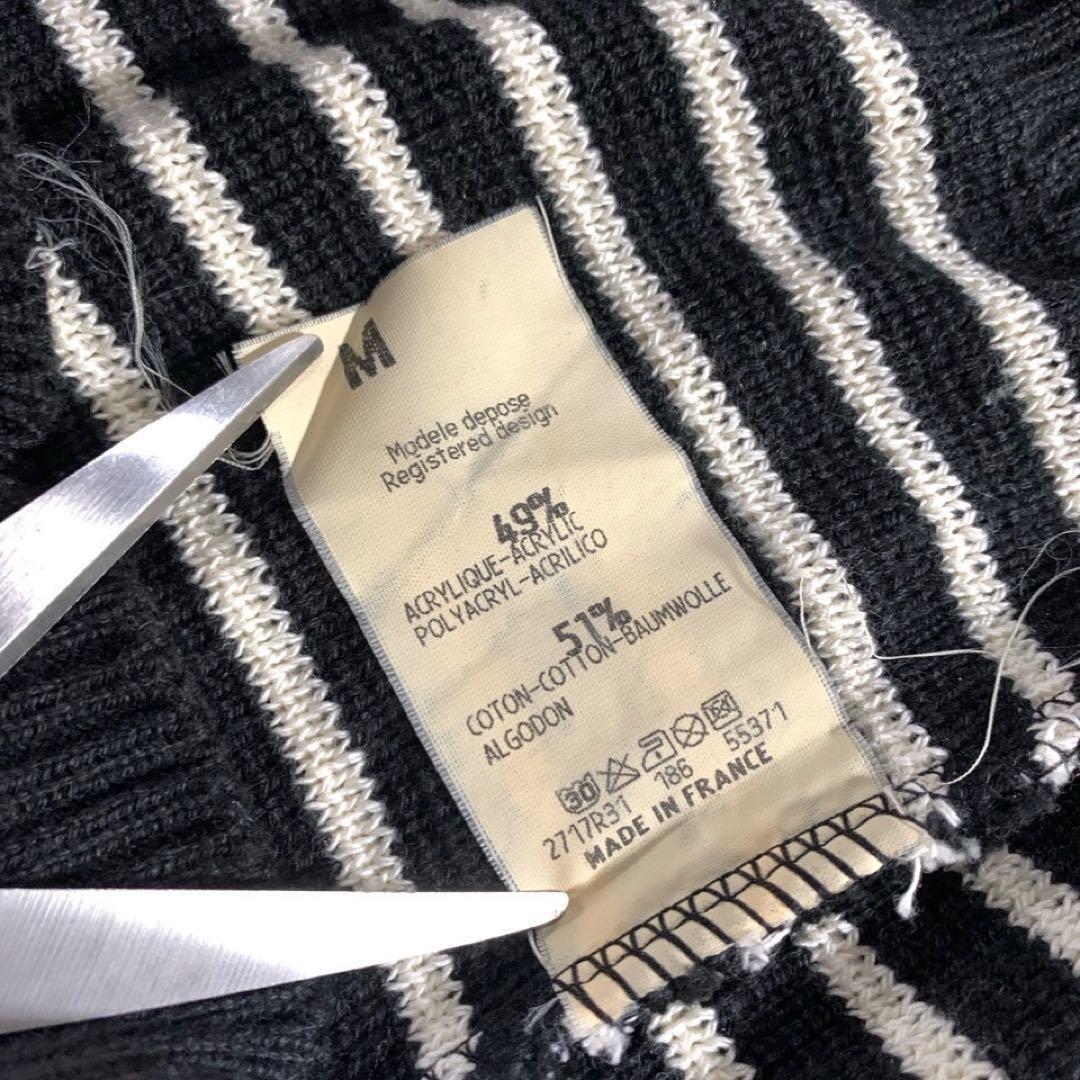 M
Modele depose
Registered design
49%
ACRYLIQUE-ACRYLIC
POLYACRYL-ACRILICO
51%
COTON-COTTON-BAUMWOLLE
ALGODON
30
2717R31 186 55371
MADE IN FRANCE